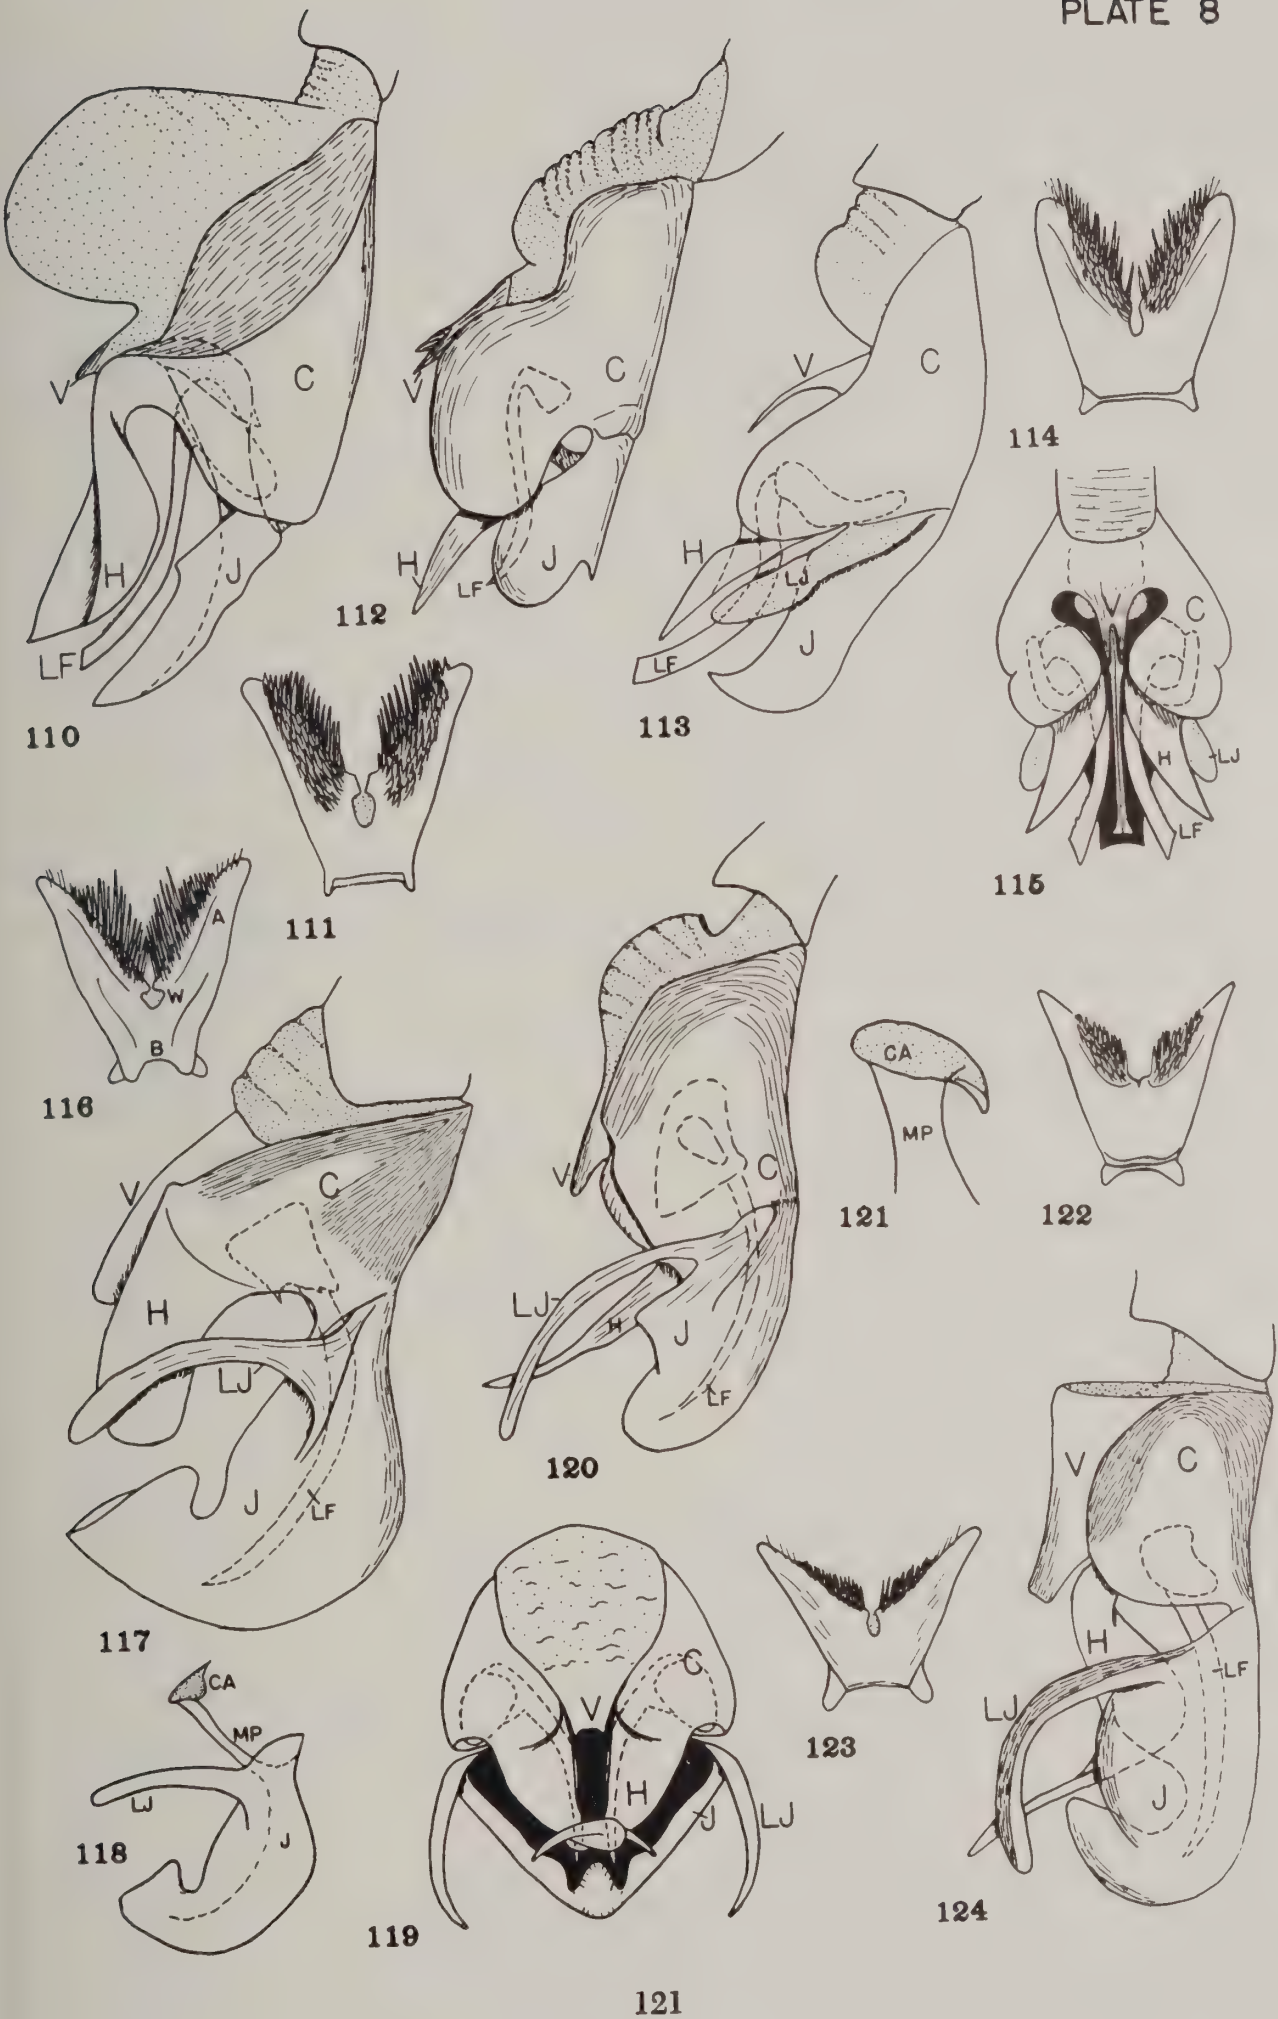 PLATE 8
V
C
H
J
LF
110
V
C
H
LF
J
112
V
C
H
LJ
LF
J
113
114
C
H
LJ
LF
115
111
A
W
B
116
V
C
H
LJ
J
LF
117
V
C
LJ
H
J
LF
120
CA
MP
121
122
CA
MP
LJ
J
118
C
V
H
J
LJ
119
123
V
C
H
LF
LJ
J
124
121